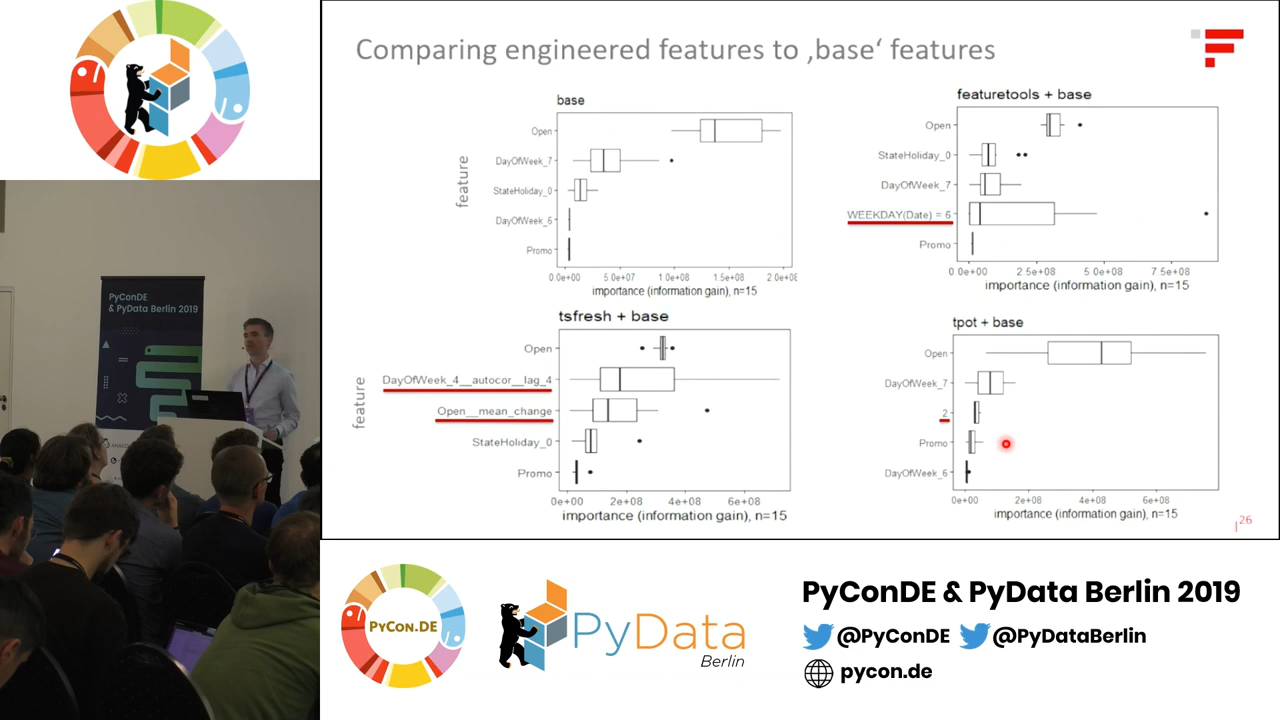 Comparing engineered features to ‚base‘ features
base
feature
Open
DayOfWeek_7
StateHoliday_0
DayOfWeek_6
Promo
0.0e+00 5.0e+07 1.0e+08 1.5e+08 2.0e+08
importance (information gain), n=15
featuretools + base
Open
StateHoliday_0
DayOfWeek_7
WEEKDAY(Date) = 6
Promo
0.0e+00 2.5e+08 5.0e+08 7.5e+08
importance (information gain), n=15
tsfresh + base
feature
Open
DayOfWeek_4__autocor__lag_4
Open__mean_change
StateHoliday_0
Promo
0e+00 2e+08 4e+08 6e+08
importance (information gain), n=15
tpot + base
Open
DayOfWeek_7
2
Promo
DayOfWeek_6
0e+00 2e+08 4e+08 6e+08
importance (information gain), n=15
26
PyConDE
& PyData Berlin 2019
PyCon.DE
PyData
Berlin
PyConDE & PyData Berlin 2019
@PyConDE @PyDataBerlin
pycon.de